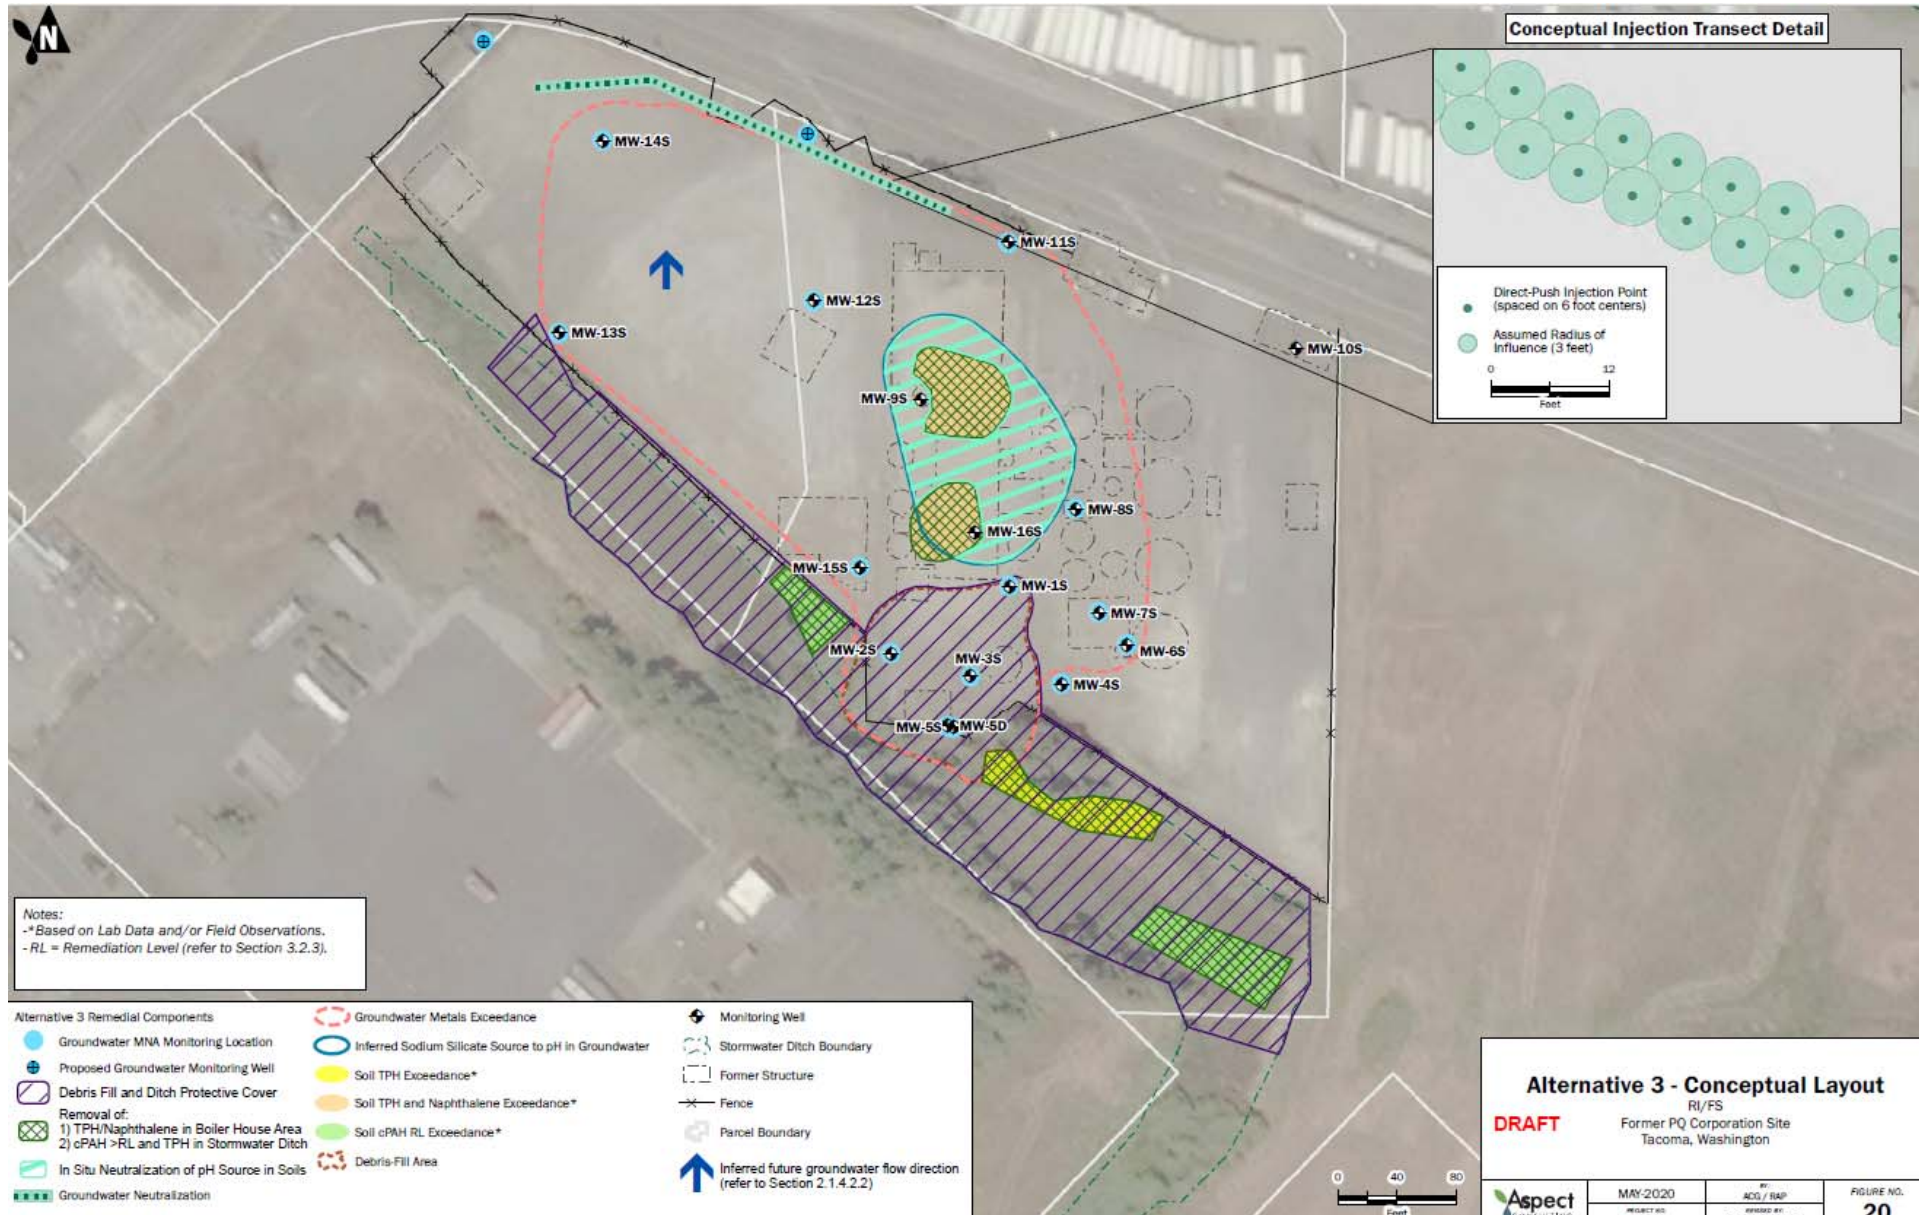 N
Conceptual Injection Transect Detail
Direct-Push Injection Point
(spaced on 6 foot centers)
Assumed Radius of
Influence (3 feet)
0 12
Feet
MW-14S
MW-11S
MW-12S
MW-13S
MW-10S
MW-9S
MW-8S
MW-16S
MW-15S
MW-1S
MW-7S
MW-2S
MW-6S
MW-3S
MW-4S
MW-5S
MW-5D
Notes:
-*Based on Lab Data and/or Field Observations.
- RL = Remediation Level (refer to Section 3.2.3).
Alternative 3 Remedial Components
Groundwater MNA Monitoring Location
Proposed Groundwater Monitoring Well
Debris Fill and Ditch Protective Cover
Removal of:
1) TPH/Naphthalene in Boiler House Area
2) cPAH >RL and TPH in Stormwater Ditch
In Situ Neutralization of pH Source in Soils
Groundwater Neutralization
Groundwater Metals Exceedance
Inferred Sodium Silicate Source to pH in Groundwater
Soil TPH Exceedance*
Soil TPH and Naphthalene Exceedance*
Soil cPAH RL Exceedance*
Debris-Fill Area
Monitoring Well
Stormwater Ditch Boundary
Former Structure
Fence
Parcel Boundary
Inferred future groundwater flow direction
(refer to Section 2.1.4.2.2)
0 40 80
Feet
Alternative 3 - Conceptual Layout
RI/FS
DRAFT
Former PQ Corporation Site
Tacoma, Washington
Aspect
MAY-2020
PROJECT NO.
BY:
ACG / RAP
REVISED BY:
FIGURE NO.
20